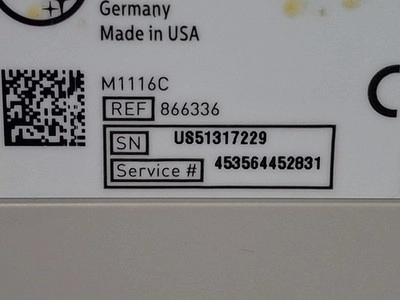 Germany
Made in USA
M1116C
REF 866336
SN US51317229
Service # 453564452831